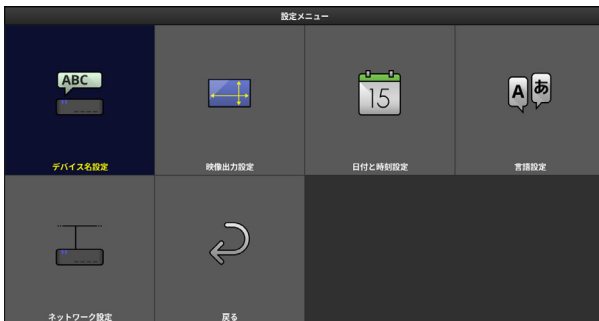 設定メニュー
ABC
15
A あ
デバイス名設定
映像出力設定
日付と時刻設定
言語設定
ネットワーク設定
戻る